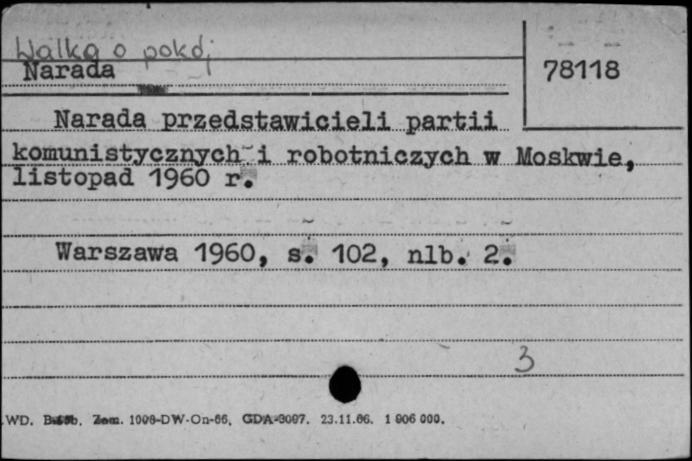 Walka o pokój
Narada
78118
Narada przedstawicieli partii
komunistycznych i robotniczych w Moskwie,
listopad 1960 r.
Warszawa 1960, s. 102, nlb. 2.
3
WD. Zam. 1006-DW-On-66, GDA-3097. 23.11.66. 1 906 000.